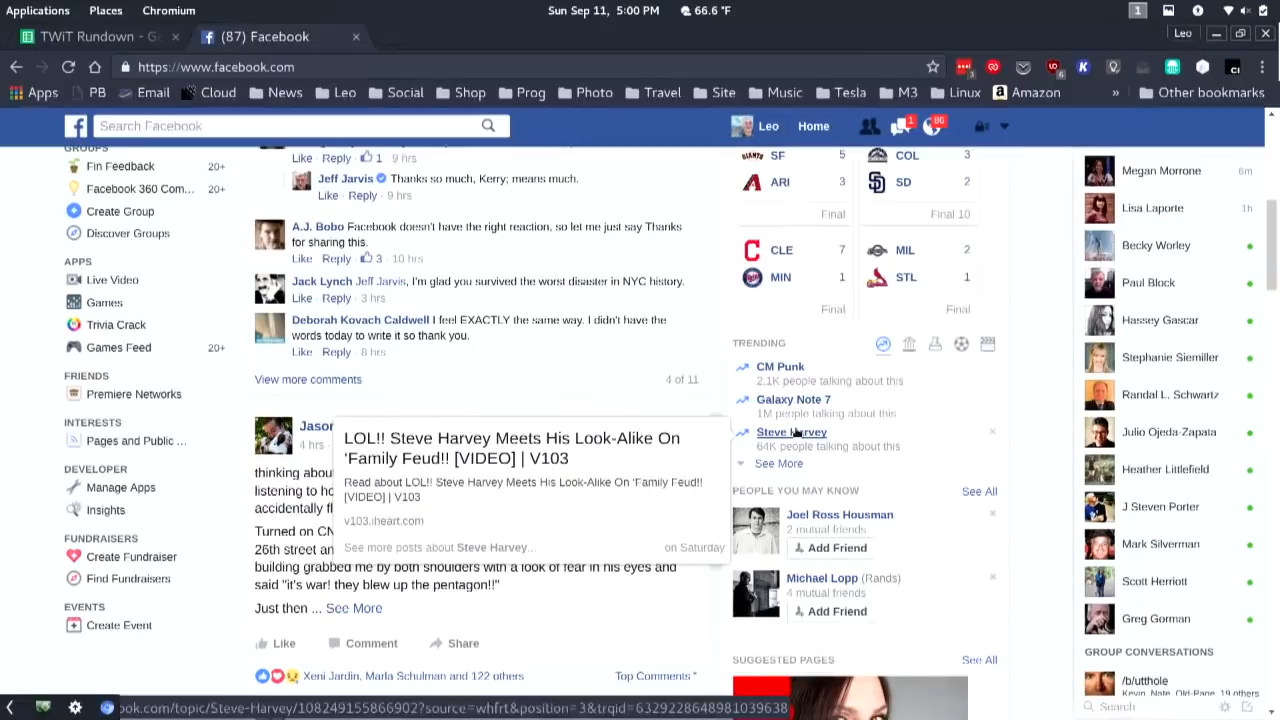 Applications Places Chromium Sun Sep 11, 5:00 PM 66.6 °F 1
TWiT Rundown - G
(87) Facebook
Leo
https://www.facebook.com
Apps PB Email Cloud News Leo Social Shop Prog Photo Travel Site Music Tesla M3 Linux Amazon » Other bookmarks
Search Facebook
Leo Home 1 86
GROUPS
Fin Feedback 20+
Facebook 360 Com... 20+
Create Group
Discover Groups
APPS
Live Video
Games
Trivia Crack
Games Feed 20+
FRIENDS
Premiere Networks
INTERESTS
Pages and Public ...
DEVELOPER
Manage Apps
Insights
FUNDRAISERS
Create Fundraiser
Find Fundraisers
EVENTS
Create Event
Like · Reply · 1 · 9 hrs
Jeff Jarvis Thanks so much, Kerry; means much.
Like · Reply · 9 hrs
A.J. Bobo Facebook doesn't have the right reaction, so let me just say Thanks
for sharing this.
Like · Reply · 3 · 10 hrs
Jack Lynch Jeff Jarvis, I'm glad you survived the worst disaster in NYC history.
Like · Reply · 3 hrs
Deborah Kovach Caldwell I feel EXACTLY the same way. I didn't have the
words today to write it so thank you.
Like · Reply · 8 hrs
View more comments 4 of 11
Jason
4 hrs
thinking about
listening to
accidentally
Turned on
26th street
building grabbed me by my shoulders with a look of fear in his eyes and
said "it's war! they blew up the pentagon!!"
Just then ... See More
Like Comment Share
Xeni Jardin, Marla Schulman and 122 others Top Comments
LOL!! Steve Harvey Meets His Look-Alike On
'Family Feud!! [VIDEO] | V103
Read about LOL!! Steve Harvey Meets His Look-Alike On 'Family Feud!!
[VIDEO] | V103
v103.iheart.com
See more posts about Steve Harvey... on Saturday
GIANTS SF 5
ARI 3
Final
COL 3
SD 2
Final 10
CLE 7
MIN 1
Final
MIL 2
STL 1
Final
TRENDING
CM Punk
2.1K people talking about this
Galaxy Note 7
1M people talking about this
Steve Harvey
64K people talking about this
See More
PEOPLE YOU MAY KNOW See All
Joel Ross Housman
2 mutual friends
Add Friend
Michael Lopp (Rands)
4 mutual friends
Add Friend
SUGGESTED PAGES See All
Megan Morrone 6m
Lisa Laporte 1h
Becky Worley
Paul Block
Hassey Gascar
Stephanie Siemiller
Randal L. Schwartz
Julio Ojeda-Zapata
Heather Littlefield
J Steven Porter
Mark Silverman
Scott Herriott
Greg Gorman
GROUP CONVERSATIONS
/b/utthole
Kevin, Nate, Old-Page, 19 others
Search
ook.com/topic/Steve-Harvey/108249155866902?source=whfrt&position=3&trqid=6329228648981039638